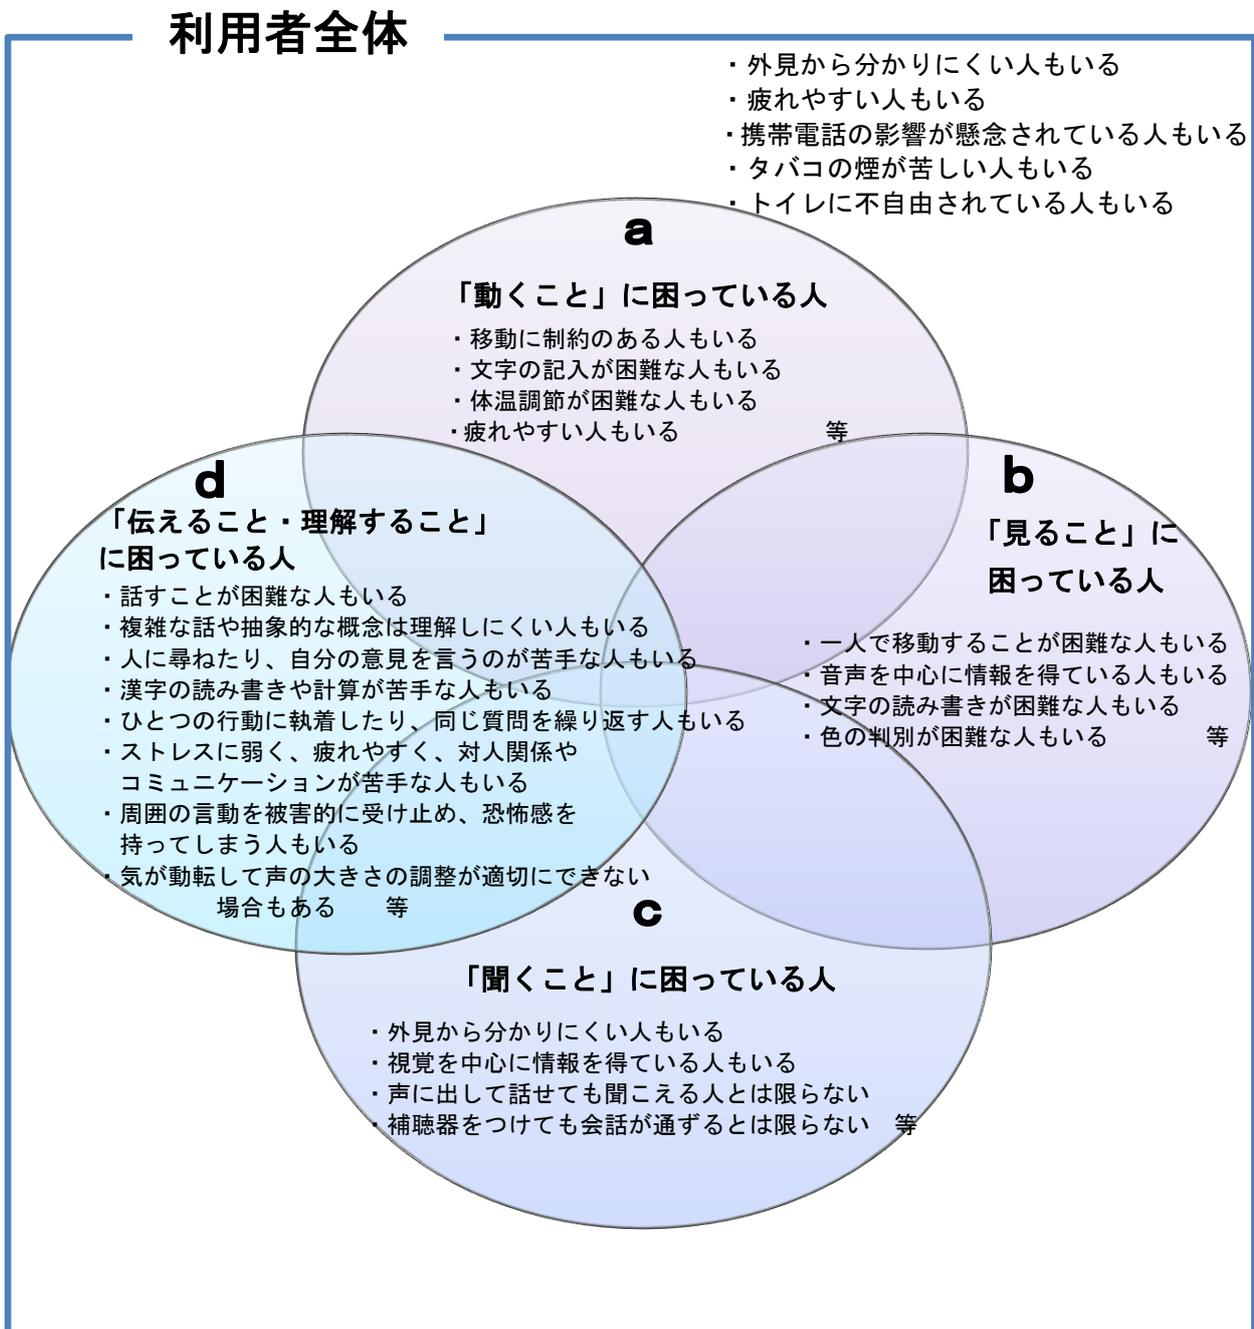 利用者全体
・外見から分かりにくい人もいる
・疲れやすい人もいる
・携帯電話の影響が懸念されている人もいる
・タバコの煙が苦しい人もいる
・トイレに不自由されている人もいる
a
「動くこと」に困っている人
・移動に制約のある人もいる
・文字の記入が困難な人もいる
・体温調節が困難な人もいる
・疲れやすい人もいる 等
d
「伝えること・理解すること」
に困っている人
・話すことが困難な人もいる
・複雑な話や抽象的な概念は理解しにくい人もいる
・人に尋ねたり、自分の意見を言うのが苦手な人もいる
・漢字の読み書きや計算が苦手な人もいる
・ひとつの行動に執着したり、同じ質問を繰り返す人もいる
・ストレスに弱く、疲れやすく、対人関係や
コミュニケーションが苦手な人もいる
・周囲の言動を被害的に受け止め、恐怖感を
持ってしまう人もいる
・気が動転して声の大きさの調整が適切にできない
場合もある 等
b
「見ること」に
困っている人
・一人で移動することが困難な人もいる
・音声を中心に情報を得ている人もいる
・文字の読み書きが困難な人もいる
・色の判別が困難な人もいる 等
c
「聞くこと」に困っている人
・外見から分かりにくい人もいる
・視覚を中心に情報を得ている人もいる
・声に出して話せても聞こえる人とは限らない
・補聴器をつけても会話が通ずるとは限らない 等